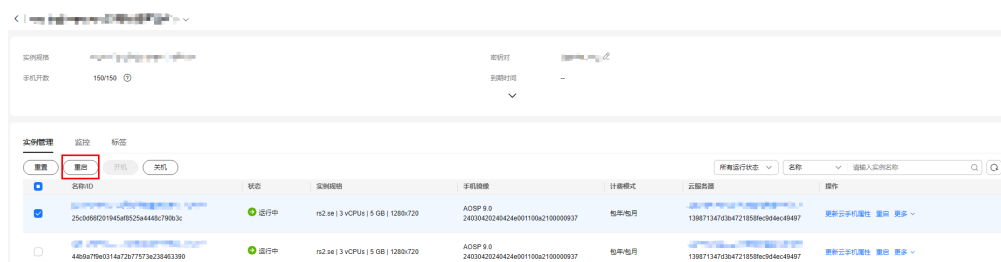 实例规格
密钥对
手机开数 150/150
到期时间 --
实例管理 监控 标签
重置 重启 开机 关机
所有运行状态 名称 请输入实例名称
名称/ID 状态 实例规格 手机镜像 计费模式 云服务器 操作
25c0d66f201945af8525a4448c790b3c
运行中
rs2.se | 3 vCPUs | 5 GB | 1280x720
AOSP 9.0
24030420240424e001100a2100000937
包年/包月
139871347d3b4721858fec9d4ec49497
更新云手机属性 重启 更多
44b9a7f9e0314a72b77573e238463390
运行中
rs2.se | 3 vCPUs | 5 GB | 1280x720
AOSP 9.0
24030420240424e001100a2100000937
包年/包月
139871347d3b4721858fec9d4ec49497
更新云手机属性 重启 更多